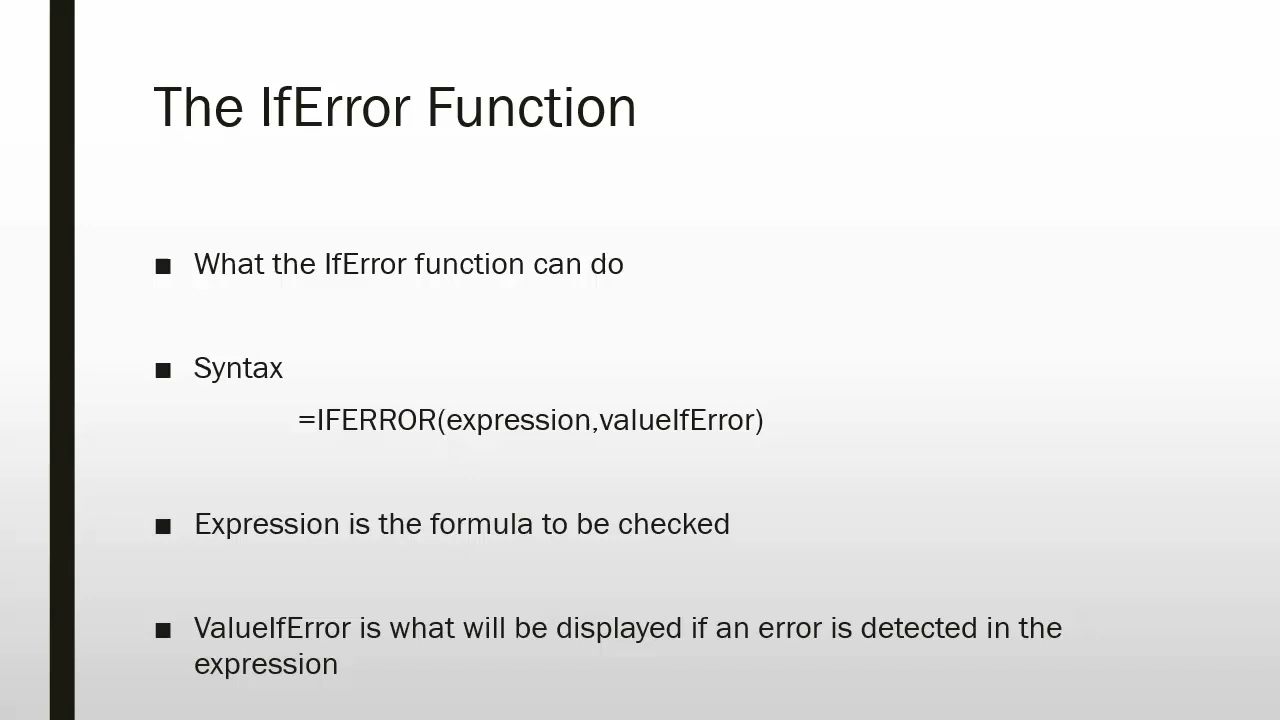 The IfError Function
■ What the IfError function can do
■ Syntax
=IFERROR(expression,valueIfError)
■ Expression is the formula to be checked
■ ValueIfError is what will be displayed if an error is detected in the
expression